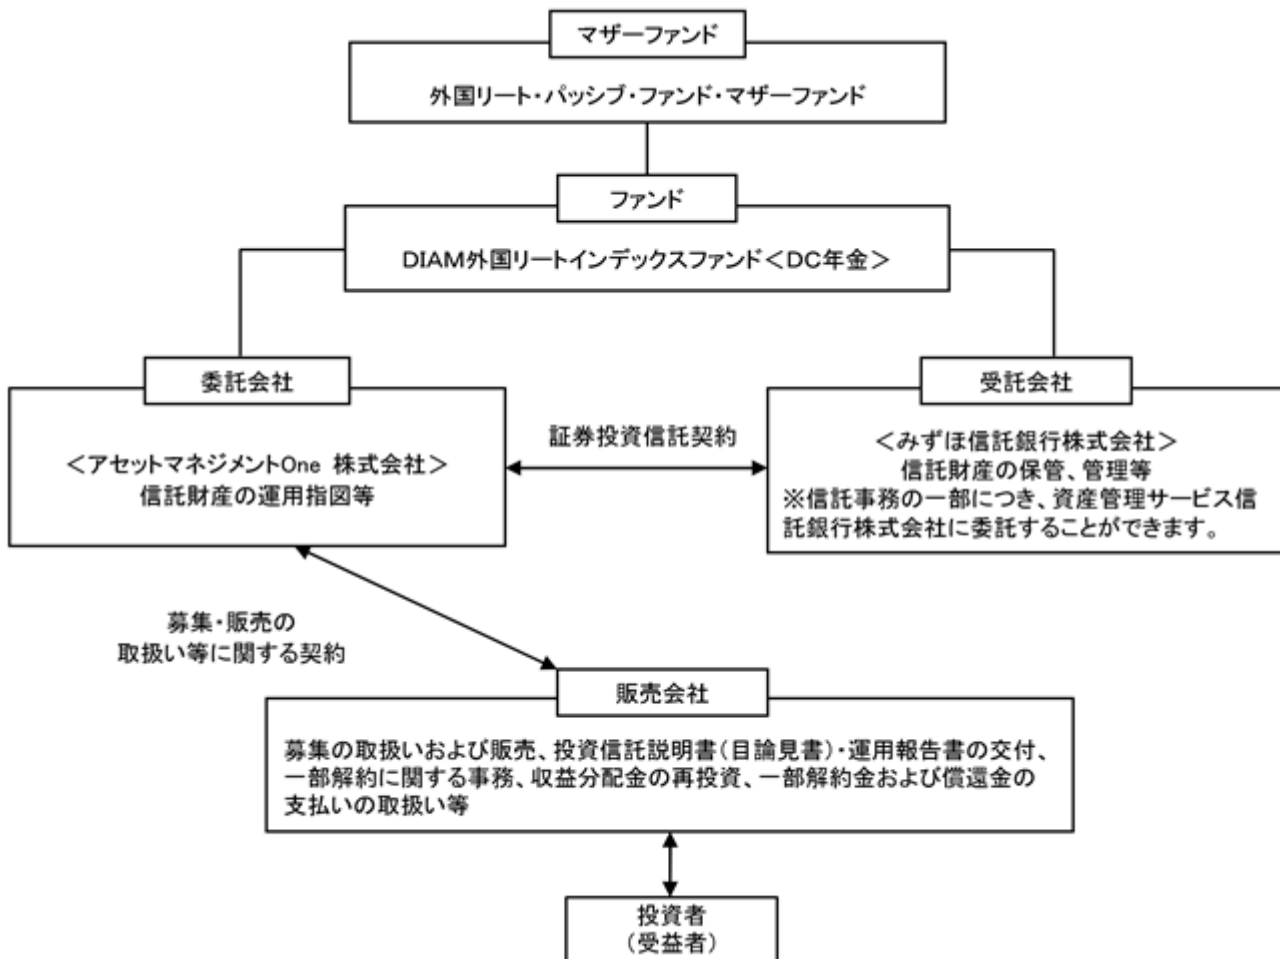 マザーファンド
外国リート・パッシブ・ファンド・マザーファンド
ファンド
DIAM外国リートインデックスファンド<DC年金>
委託会社
<アセットマネジメントOne 株式会社>
信託財産の運用指図等
証券投資信託契約
受託会社
<みずほ信託銀行株式会社>
信託財産の保管、管理等
※信託事務の一部につき、資産管理サービス信
託銀行株式会社に委託することができます。
募集・販売の
取扱い等に関する契約
販売会社
募集の取扱いおよび販売、投資信託説明書(目論見書)・運用報告書の交付、
一部解約に関する事務、収益分配金の再投資、一部解約金および償還金の
支払いの取扱い等
投資者
(受益者)